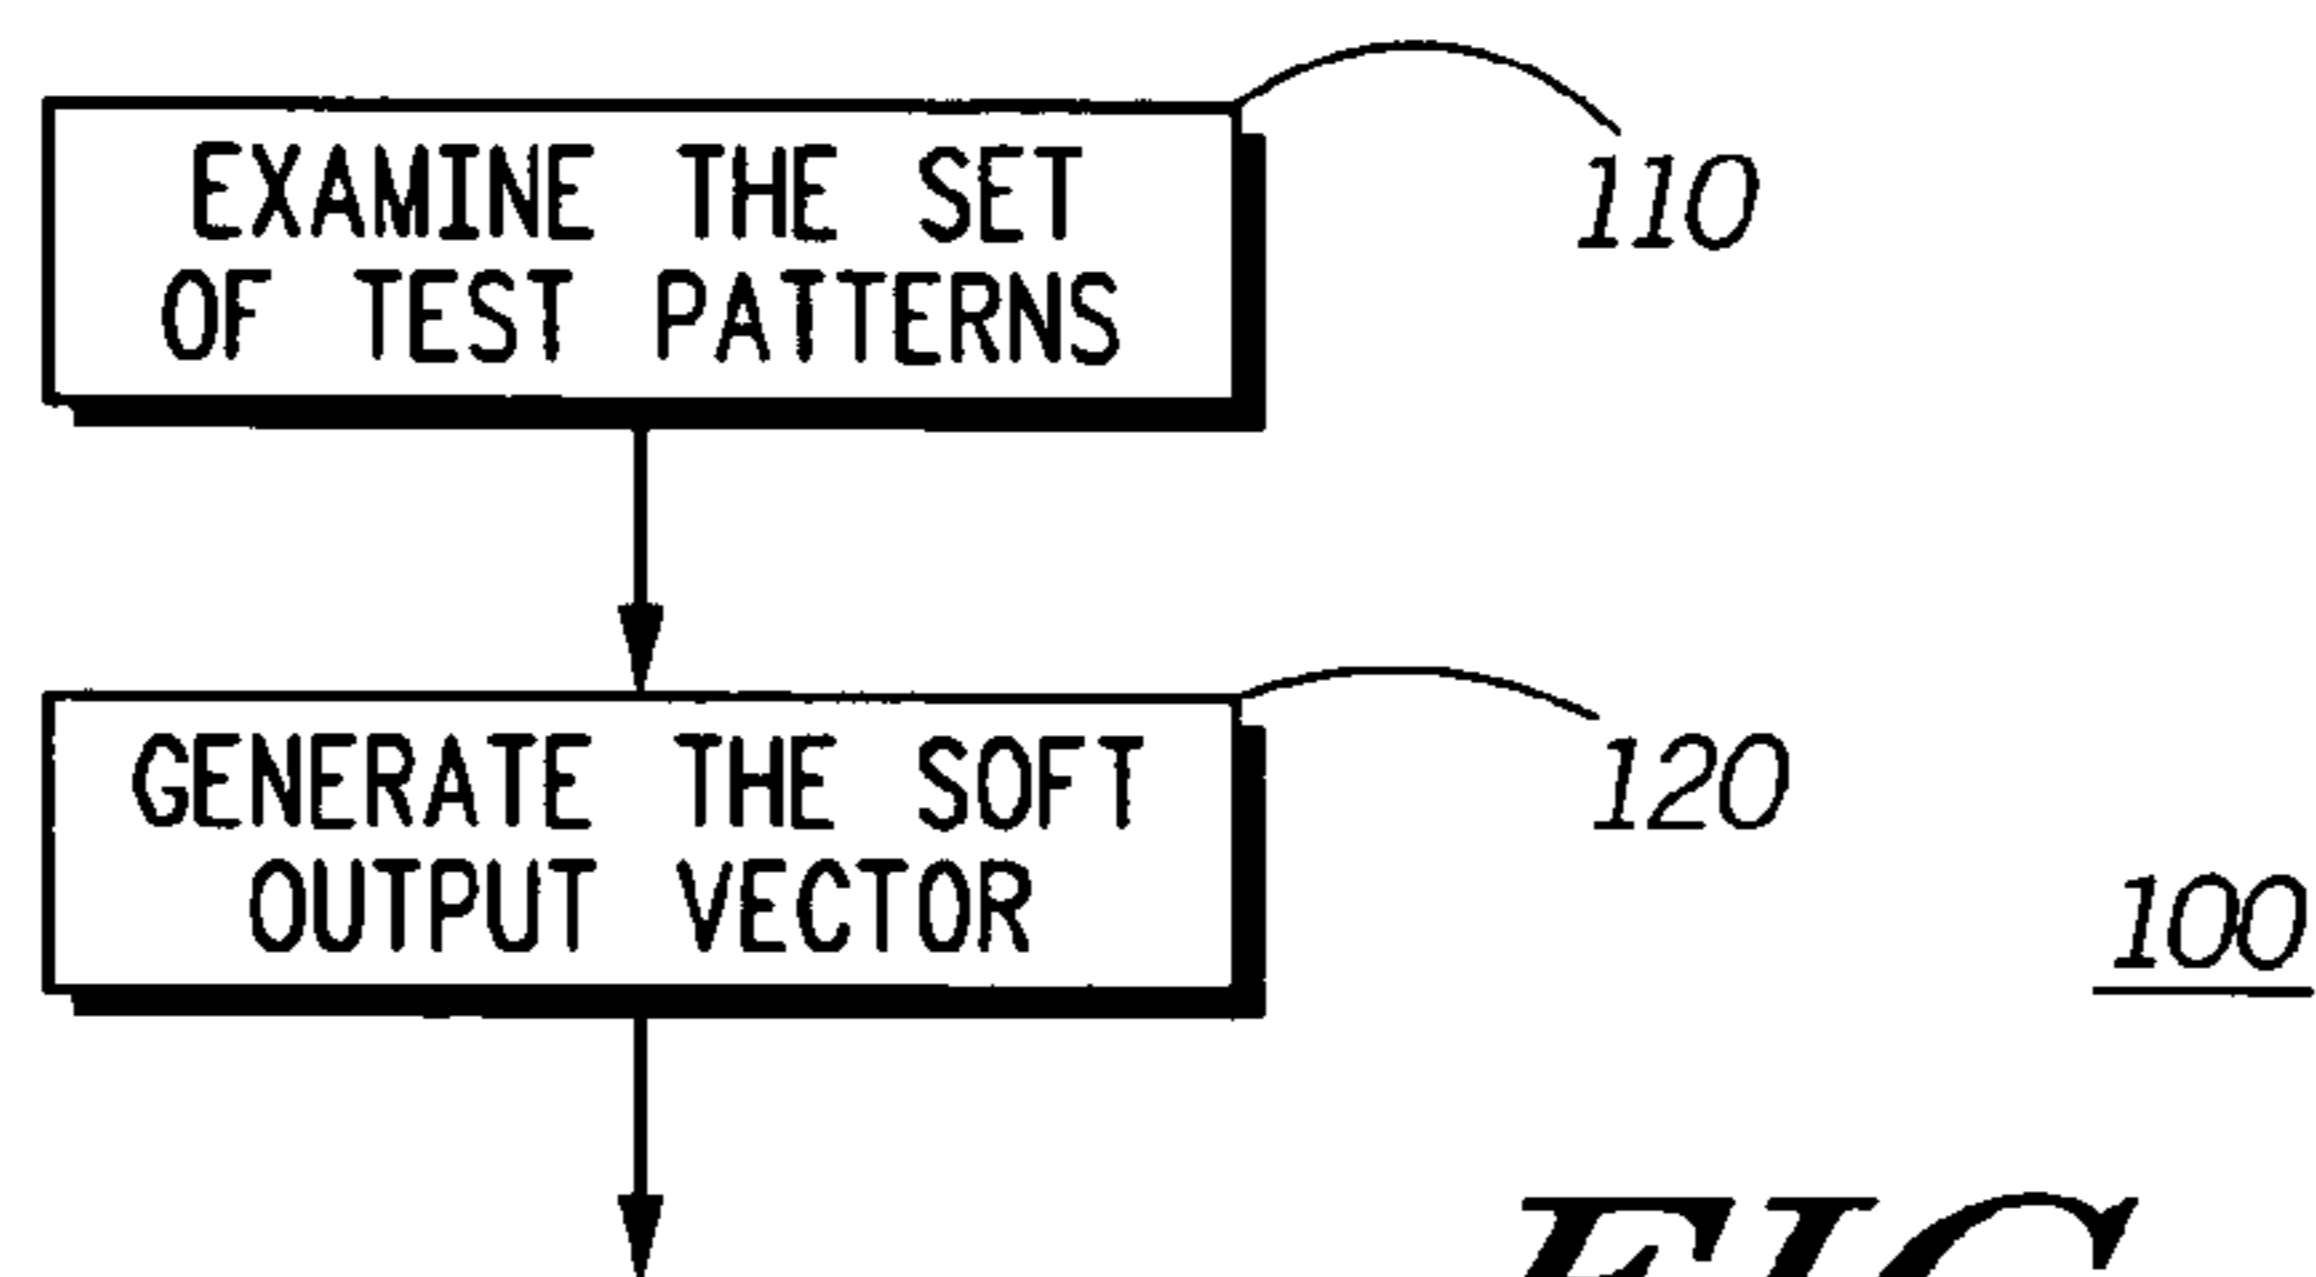 EXAMINE THE SET
OF TEST PATTERNS
110
GENERATE THE SOFT
OUTPUT VECTOR
120
100